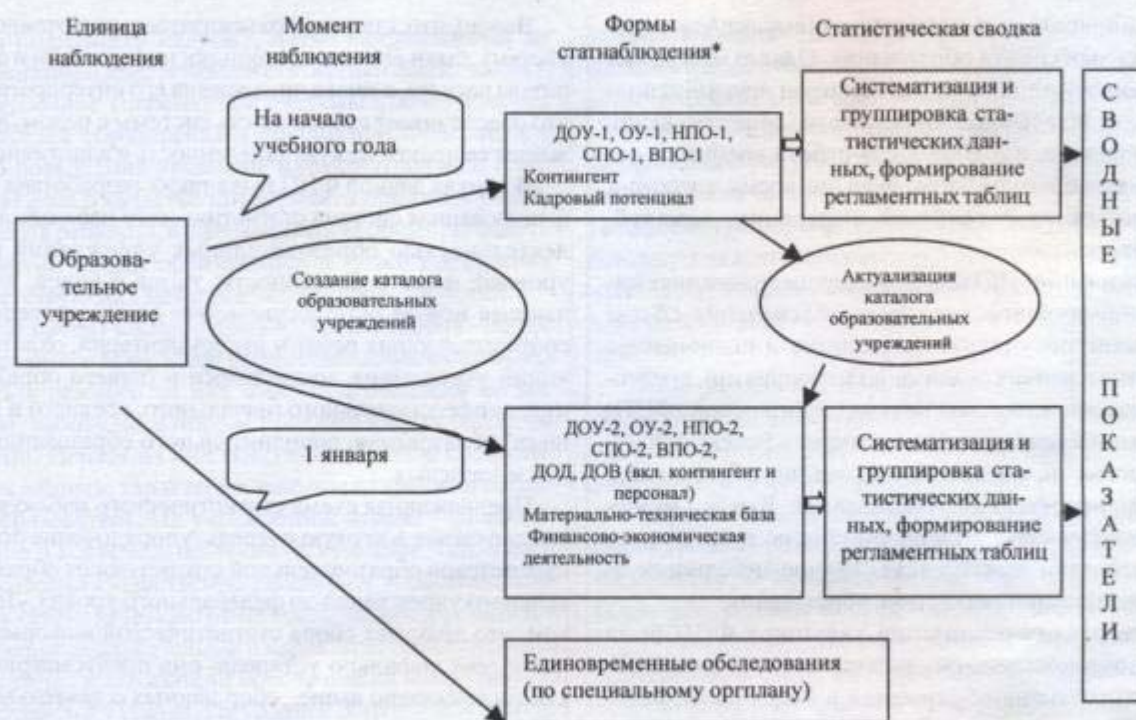 Единица
наблюдения
Момент
наблюдения
Формы
статнаблюдения*
Статистическая сводка
На начало
учебного года
ДОУ-1, ОУ-1, НПО-1,
СПО-1, ВПО-1
Контингент
Кадровый потенциал
Систематизация и
группировка ста-
тистических дан-
ных, формирование
регламентных таблиц
Образова-
тельное
учреждение
Создание каталога
образовательных
учреждений
Актуализация
каталога
образовательных
учреждений
1 января
ДОУ-2, ОУ-2, НПО-2,
СПО-2, ВПО-2,
ДОД, ДОВ (вкл. контингент и
персонал)
Материально-техническая база
Финансово-экономическая
деятельность
Систематизация и
группировка ста-
тистических дан-
ных, формирование
регламентных таблиц
Единовременные обследования
(по специальному оргплану)
СВОДНЫЕ ПОКАЗАТЕЛИ